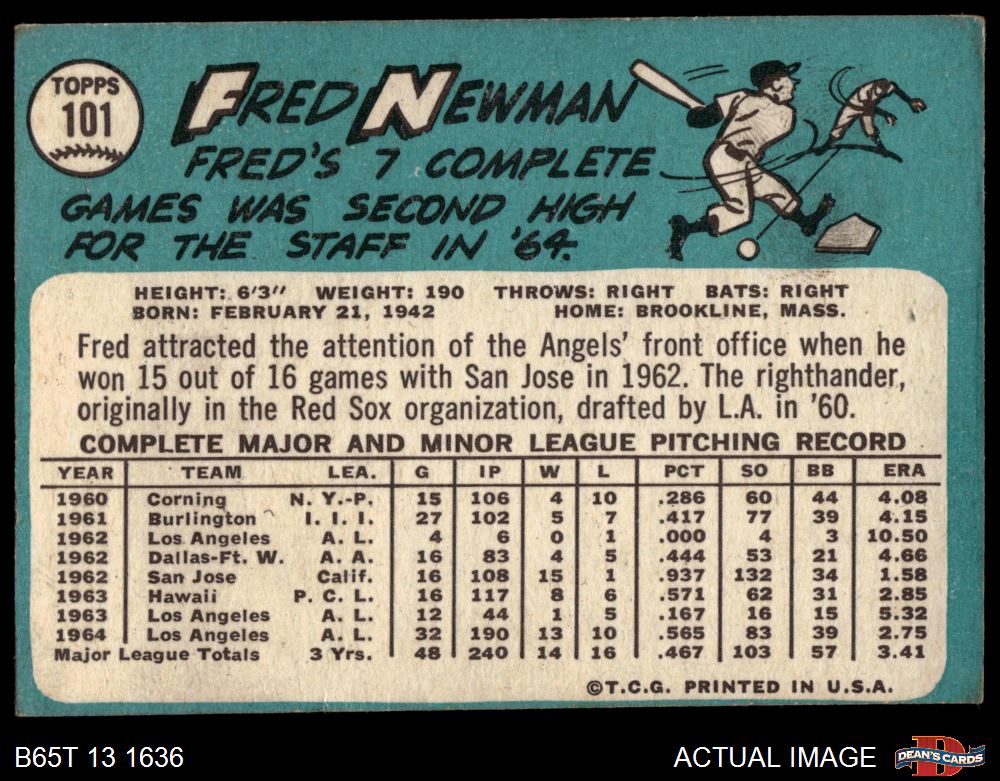 TOPPS
101
FRED NEWMAN
FRED'S 7 COMPLETE
GAMES WAS SECOND HIGH
FOR THE STAFF IN '64.
HEIGHT: 6'3" WEIGHT: 190 THROWS: RIGHT BATS: RIGHT
BORN: FEBRUARY 21, 1942 HOME: BROOKLINE, MASS.
Fred attracted the attention of the Angels' front office when he
won 15 out of 16 games with San Jose in 1962. The righthander,
originally in the Red Sox organization, drafted by L.A. in '60.
COMPLETE MAJOR AND MINOR LEAGUE PITCHING RECORD
YEAR TEAM LEA. G IP W L PCT SO BB ERA
1960 Corning N. Y.-P. 15 106 4 10 .286 60 44 4.08
1961 Burlington I. I. I. 27 102 5 7 .417 77 39 4.15
1962 Los Angeles A. L. 4 6 0 1 .000 4 3 10.50
1962 Dallas-Ft. W. A. A. 16 83 4 5 .444 53 21 4.66
1962 San Jose Calif. 16 108 15 1 .937 132 34 1.58
1963 Hawaii P. C. L. 16 117 8 6 .571 62 31 2.85
1963 Los Angeles A. L. 12 44 1 5 .167 16 15 5.32
1964 Los Angeles A. L. 32 190 13 10 .565 83 39 2.75
Major League Totals 3 Yrs. 48 240 14 16 .467 103 57 3.41
©T.C.G. PRINTED IN U.S.A.
B65T 13 1636 ACTUAL IMAGE
DEAN'S CARDS